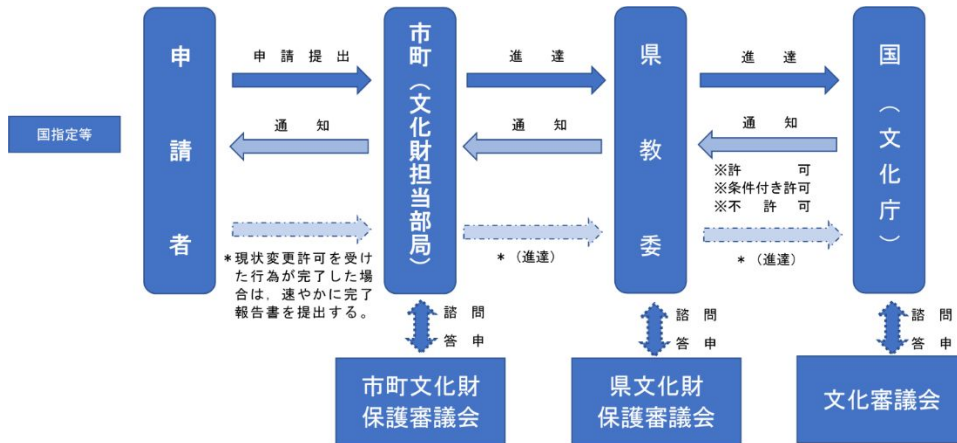 国指定等
申請者
申請提出
通知
*現状変更許可を受け
た行為が完了した場
合は,速やかに完了
報告書を提出する。
市町(文化財担当部局)
進達
通知
*(進達)
県教委
進達
通知
※許可
※条件付き許可
※不許可
*(進達)
国(文化庁)
諮問
答申
諮問
答申
諮問
答申
市町文化財
保護審議会
県文化財
保護審議会
文化審議会